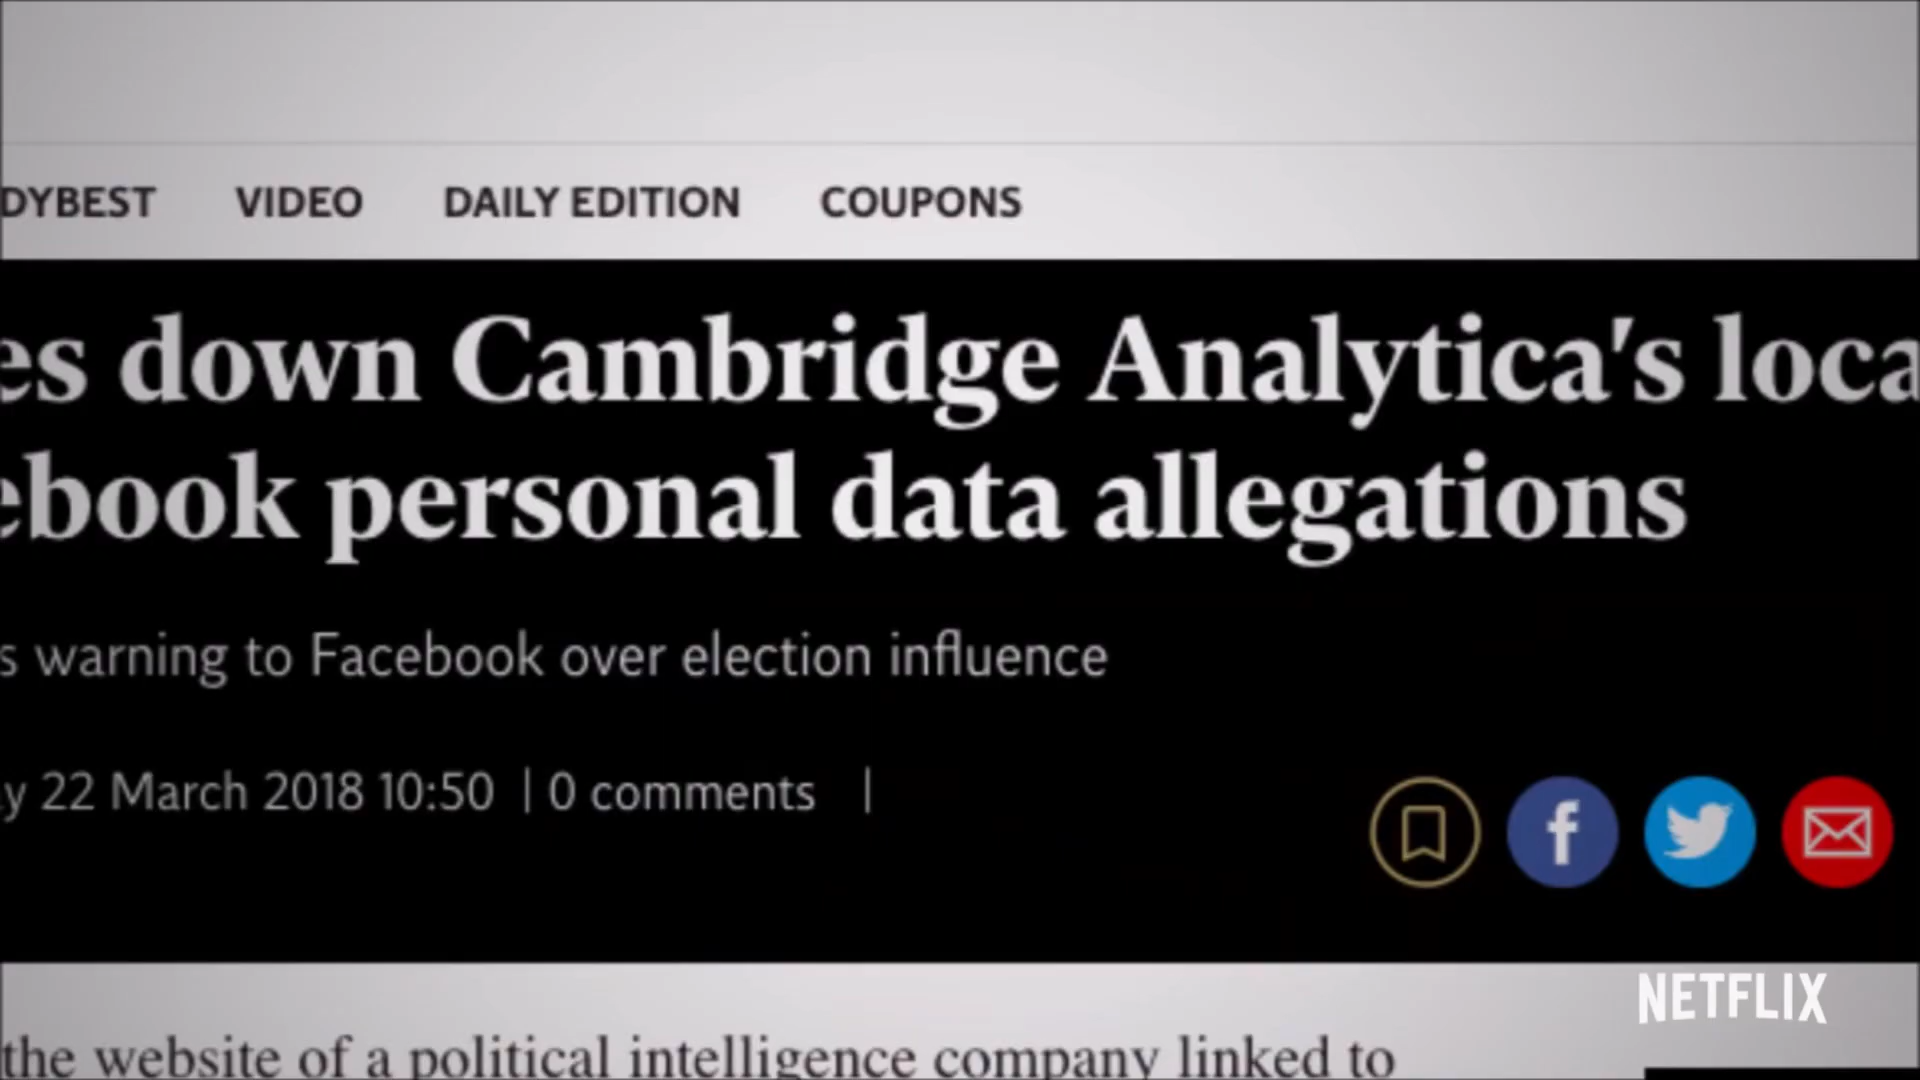 DYBEST VIDEO DAILY EDITION COUPONS
es down Cambridge Analytica's loca
ebook personal data allegations
s warning to Facebook over election influence
y 22 March 2018 10:50 | 0 comments |
f
NETFLIX
the website of a political intelligence company linked to